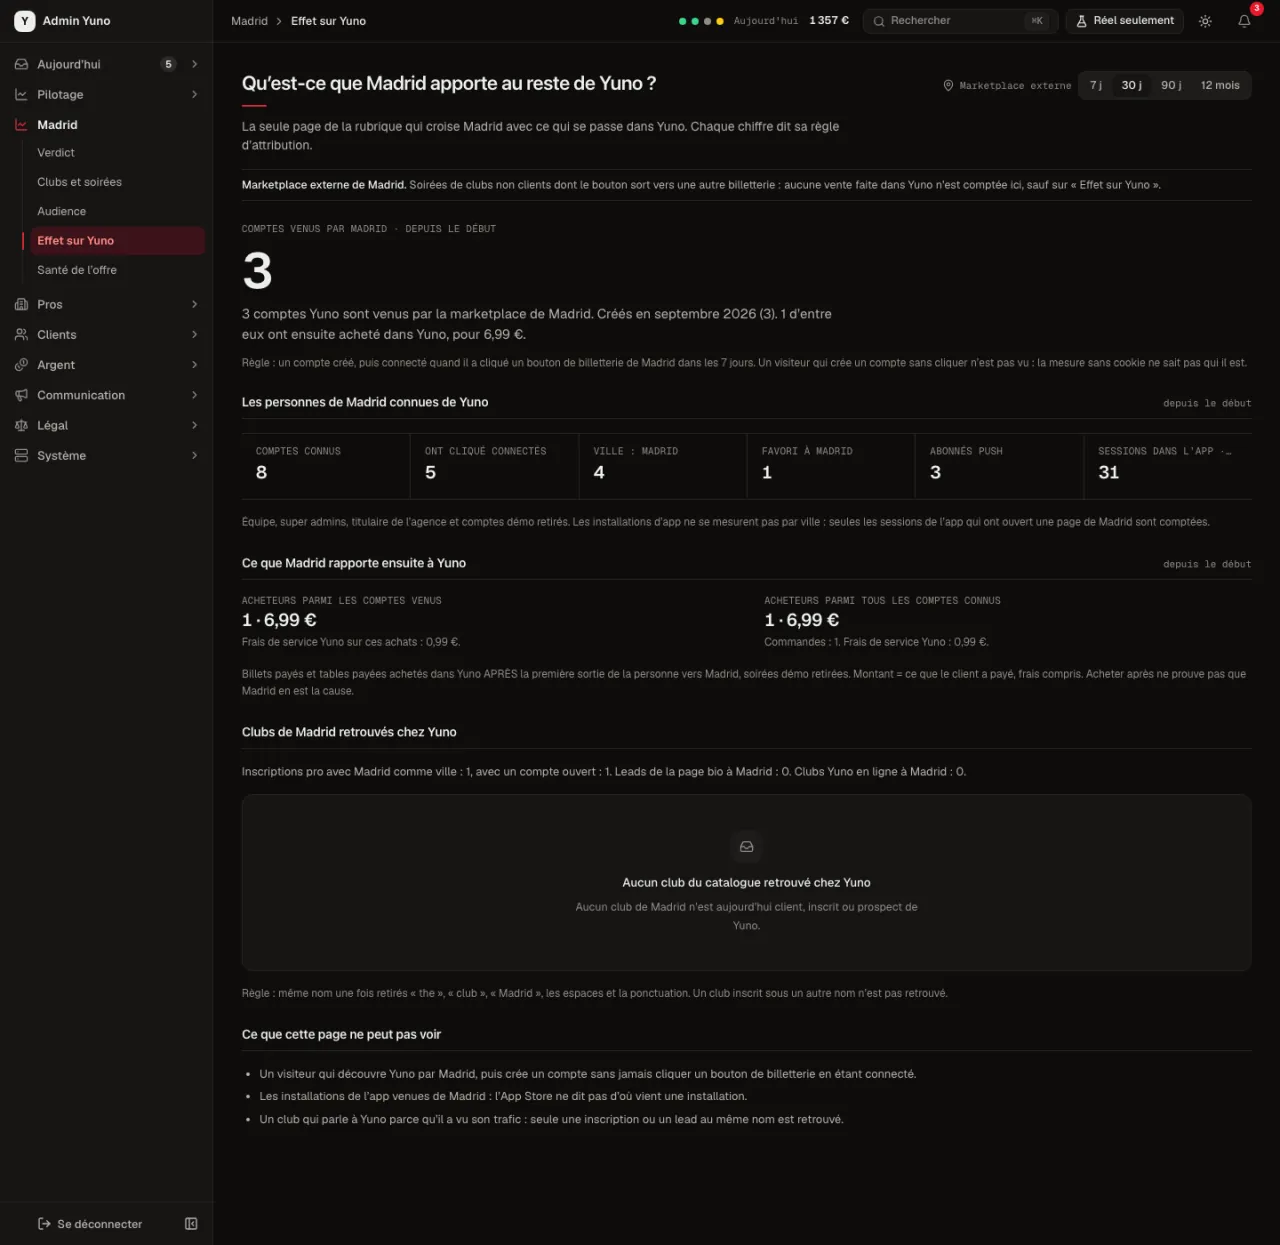 Y Admin Yuno
Aujourd'hui 5
Pilotage
Madrid
Verdict
Clubs et soirées
Audience
Effet sur Yuno
Santé de l'offre
Pros
Clients
Argent
Communication
Légal
Système
Se déconnecter
Madrid > Effet sur Yuno
Aujourd'hui 1 357 €
Rechercher ⌘K
Réel seulement
3
Qu'est-ce que Madrid apporte au reste de Yuno ?
Marketplace externe 7 j 30 j 90 j 12 mois
La seule page de la rubrique qui croise Madrid avec ce qui se passe dans Yuno. Chaque chiffre dit sa règle
d'attribution.
Marketplace externe de Madrid. Soirées de clubs non clients dont le bouton sort vers une autre billetterie : aucune vente faite dans Yuno n'est comptée ici, sauf sur « Effet sur Yuno ».
COMPTES VENUS PAR MADRID · DEPUIS LE DÉBUT
3
3 comptes Yuno sont venus par la marketplace de Madrid. Créés en septembre 2026 (3). 1 d'entre
eux ont ensuite acheté dans Yuno, pour 6,99 €.
Règle : un compte créé, puis connecté quand il a cliqué un bouton de billetterie de Madrid dans les 7 jours. Un visiteur qui crée un compte sans cliquer n'est pas vu : la mesure sans cookie ne sait pas qui il est.
Les personnes de Madrid connues de Yuno
depuis le début
COMPTES CONNUS
8
ONT CLIQUÉ CONNECTÉS
5
VILLE : MADRID
4
FAVORI À MADRID
1
ABONNÉS PUSH
3
SESSIONS DANS L'APP ·…
31
Équipe, super admins, titulaire de l'agence et comptes démo retirés. Les installations d'app ne se mesurent pas par ville : seules les sessions de l'app qui ont ouvert une page de Madrid sont comptées.
Ce que Madrid rapporte ensuite à Yuno
depuis le début
ACHETEURS PARMI LES COMPTES VENUS
1 · 6,99 €
Frais de service Yuno sur ces achats : 0,99 €.
ACHETEURS PARMI TOUS LES COMPTES CONNUS
1 · 6,99 €
Commandes : 1. Frais de service Yuno : 0,99 €.
Billets payés et tables payées achetés dans Yuno APRÈS la première sortie de la personne vers Madrid, soirées démo retirées. Montant = ce que le client a payé, frais compris. Acheter après ne prouve pas que
Madrid en est la cause.
Clubs de Madrid retrouvés chez Yuno
Inscriptions pro avec Madrid comme ville : 1, avec un compte ouvert : 1. Leads de la page bio à Madrid : 0. Clubs Yuno en ligne à Madrid : 0.
Aucun club du catalogue retrouvé chez Yuno
Aucun club de Madrid n'est aujourd'hui client, inscrit ou prospect de
Yuno.
Règle : même nom une fois retirés « the », « club », « Madrid », les espaces et la ponctuation. Un club inscrit sous un autre nom n'est pas retrouvé.
Ce que cette page ne peut pas voir
• Un visiteur qui découvre Yuno par Madrid, puis crée un compte sans jamais cliquer un bouton de billetterie en étant connecté.
• Les installations de l'app venues de Madrid : l'App Store ne dit pas d'où vient une installation.
• Un club qui parle à Yuno parce qu'il a vu son trafic : seule une inscription ou un lead au même nom est retrouvé.